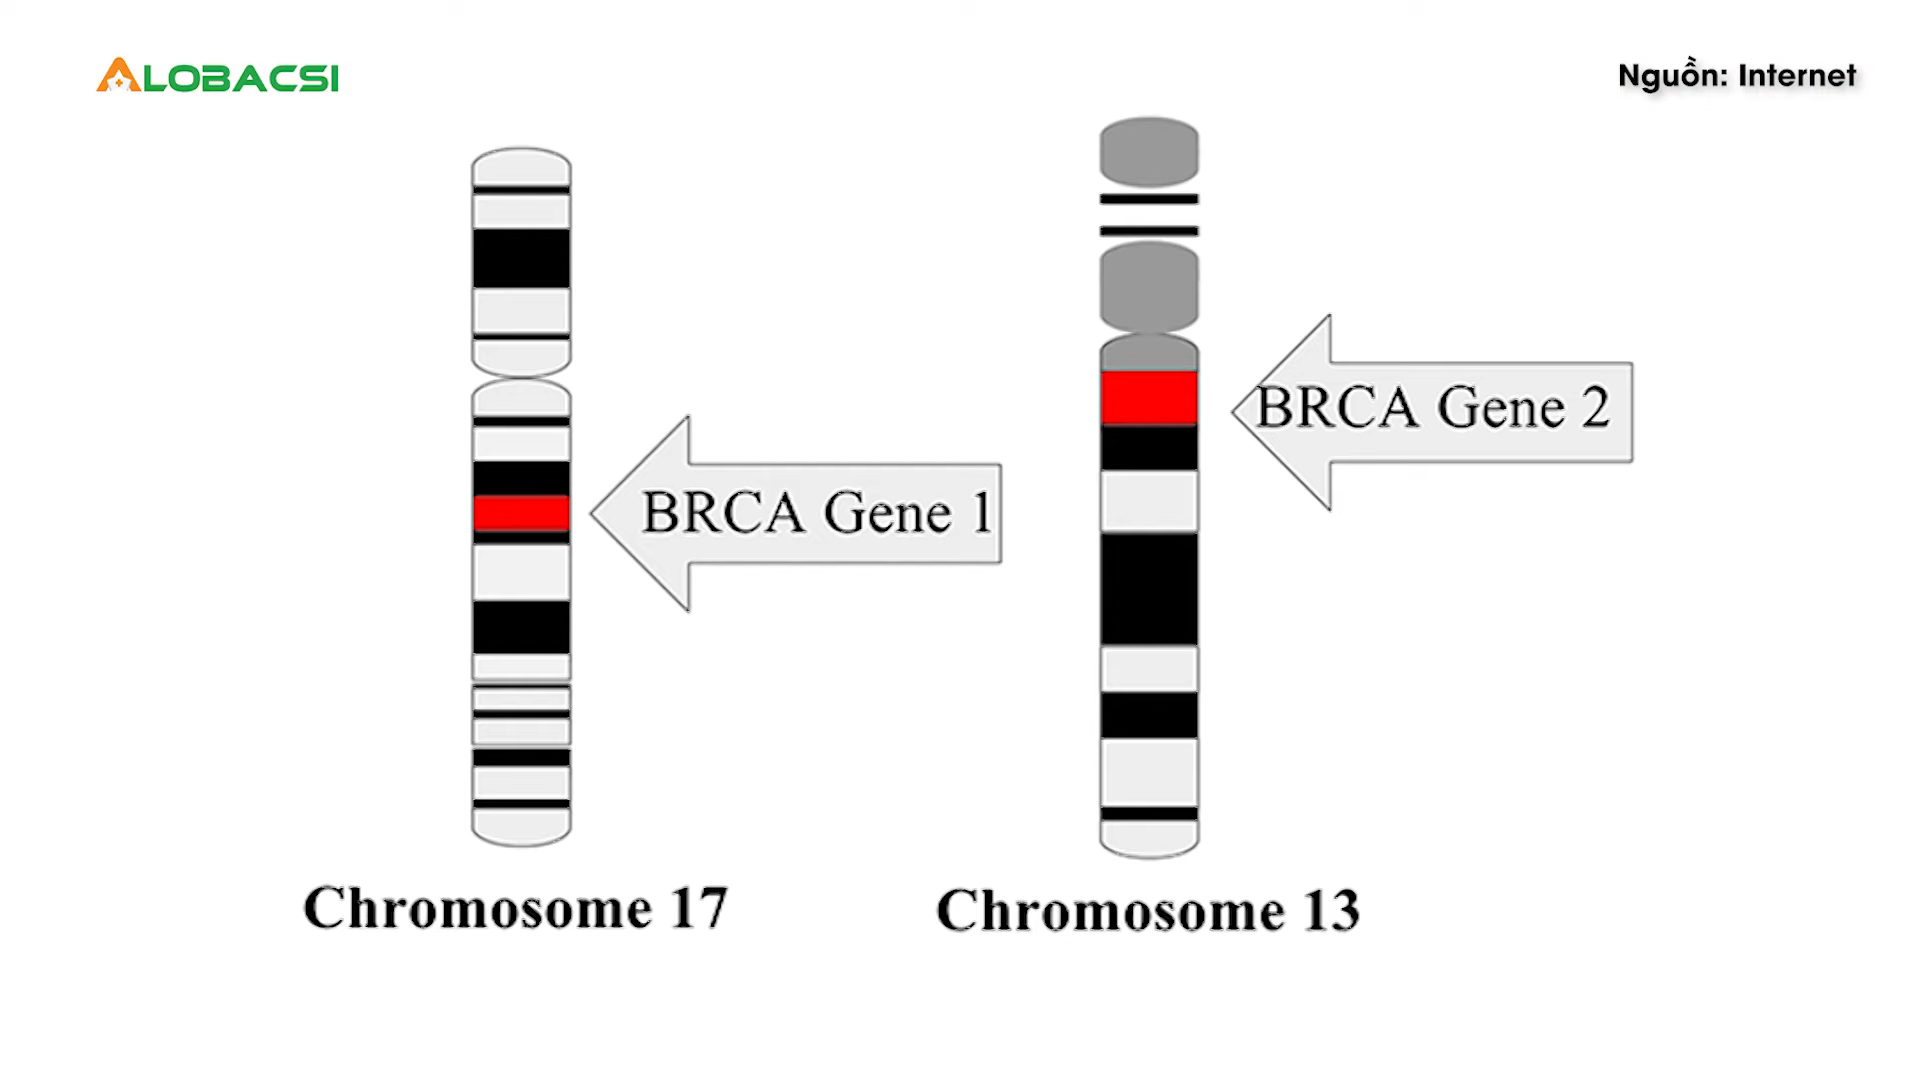 ALOBACSI
Nguồn: Internet
BRCA Gene 2
BRCA Gene 1
Chromosome 17
Chromosome 13